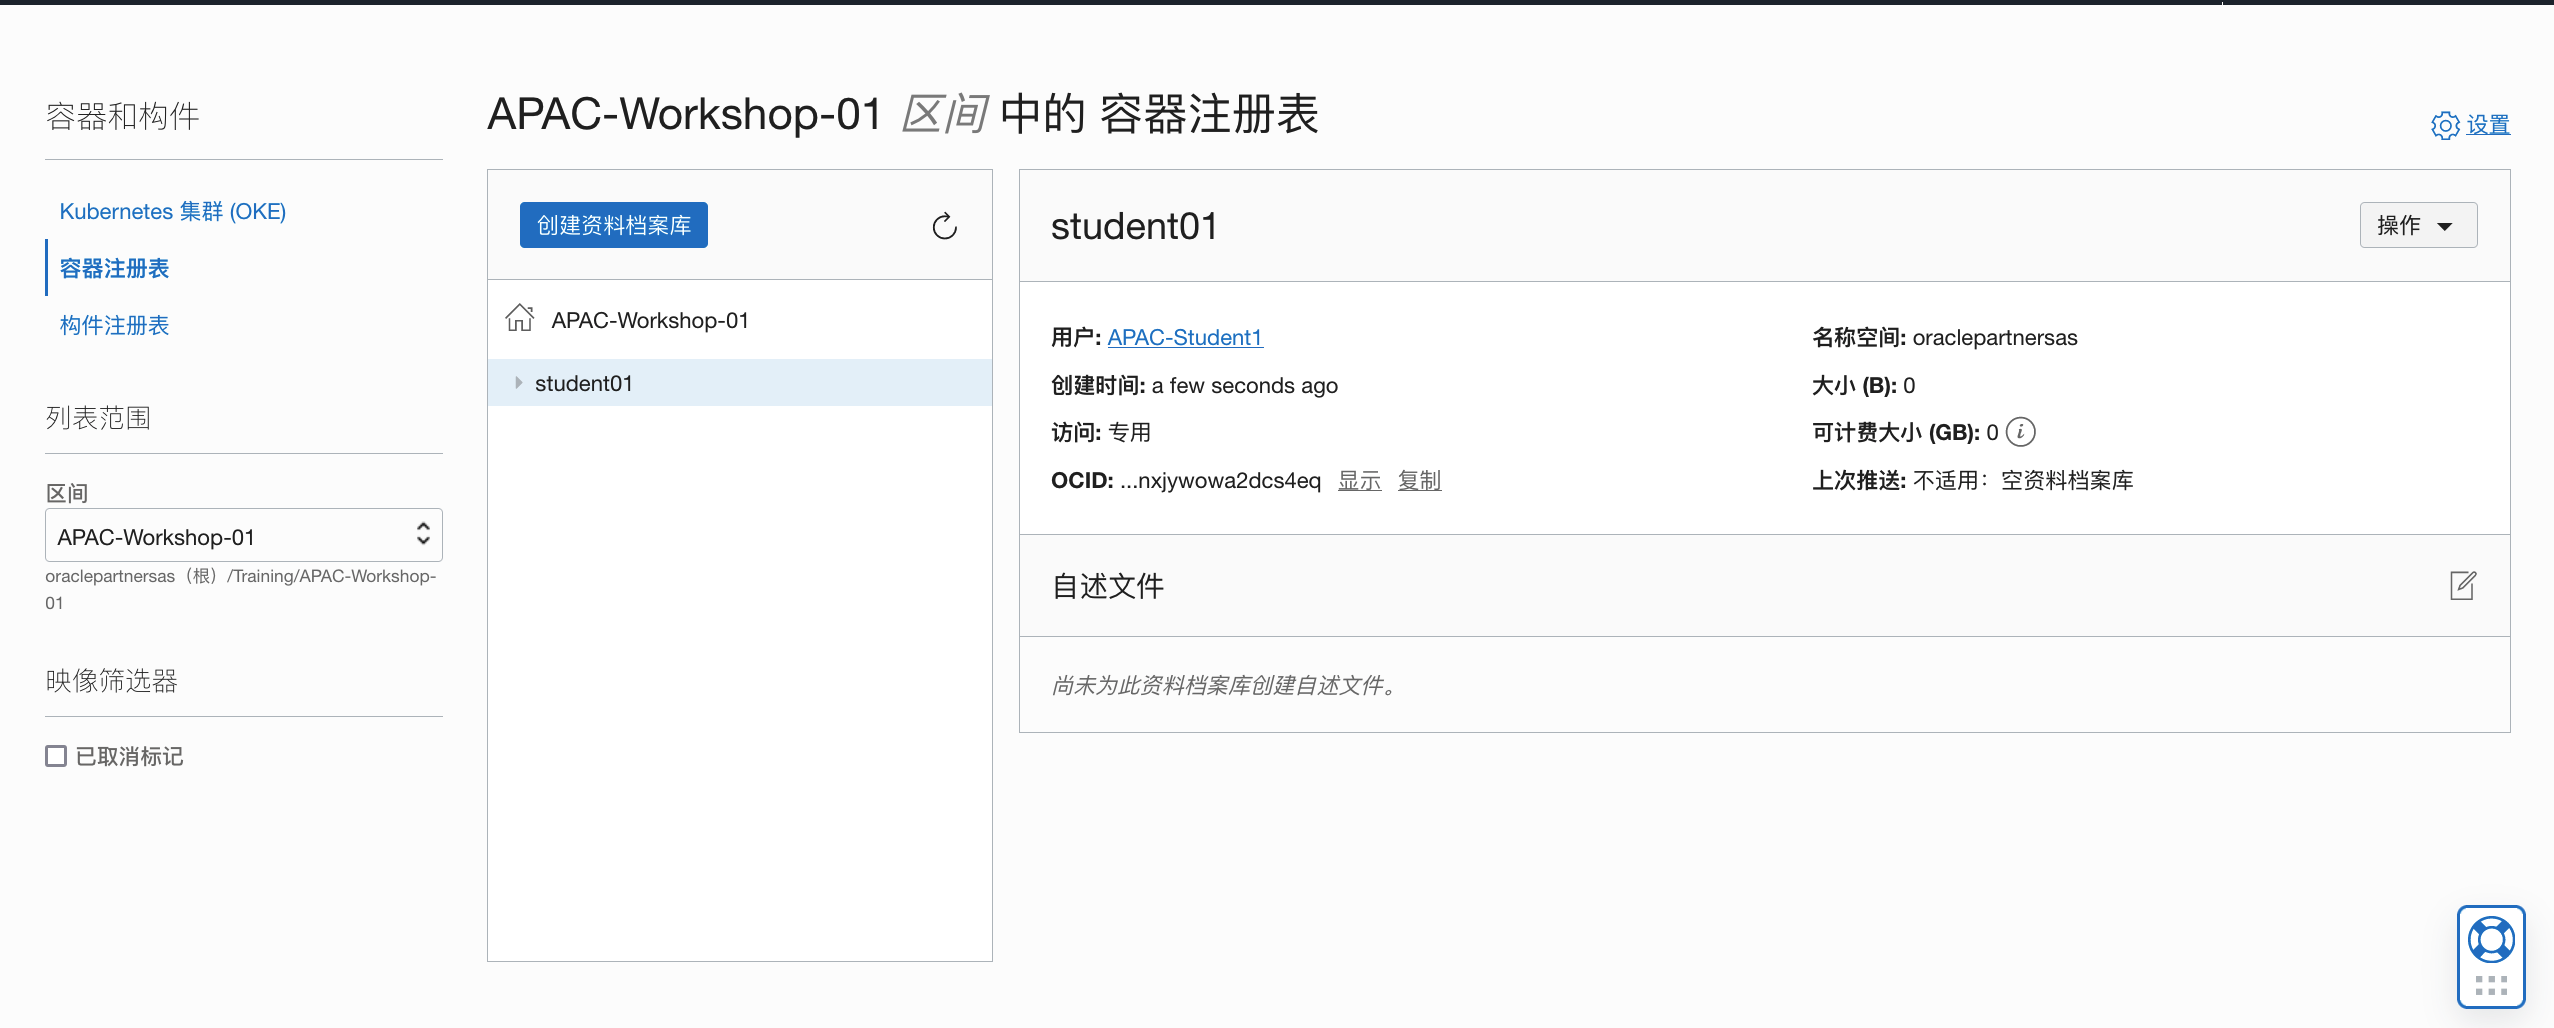 容器和构件
Kubernetes 集群 (OKE)
容器注册表
构件注册表
列表范围
区间
APAC-Workshop-01
oraclepartnersas（根）/Training/APAC-Workshop-
01
映像筛选器
已取消标记
APAC-Workshop-01 区间 中的 容器注册表
设置
创建资料档案库
APAC-Workshop-01
student01
student01
操作
用户: APAC-Student1
创建时间: a few seconds ago
访问: 专用
OCID: ...nxjywowa2dcs4eq 显示 复制
名称空间: oraclepartnersas
大小 (B): 0
可计费大小 (GB): 0 i
上次推送: 不适用：空资料档案库
自述文件
尚未为此资料档案库创建自述文件。